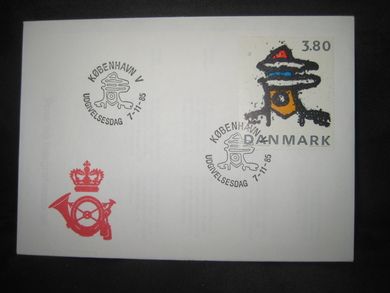 KØBENHAVN V
UDGIVELSESDAG 7-11-85
3.80
DANMARK
KØBENHAVN V
UDGIVELSESDAG 7-11-85